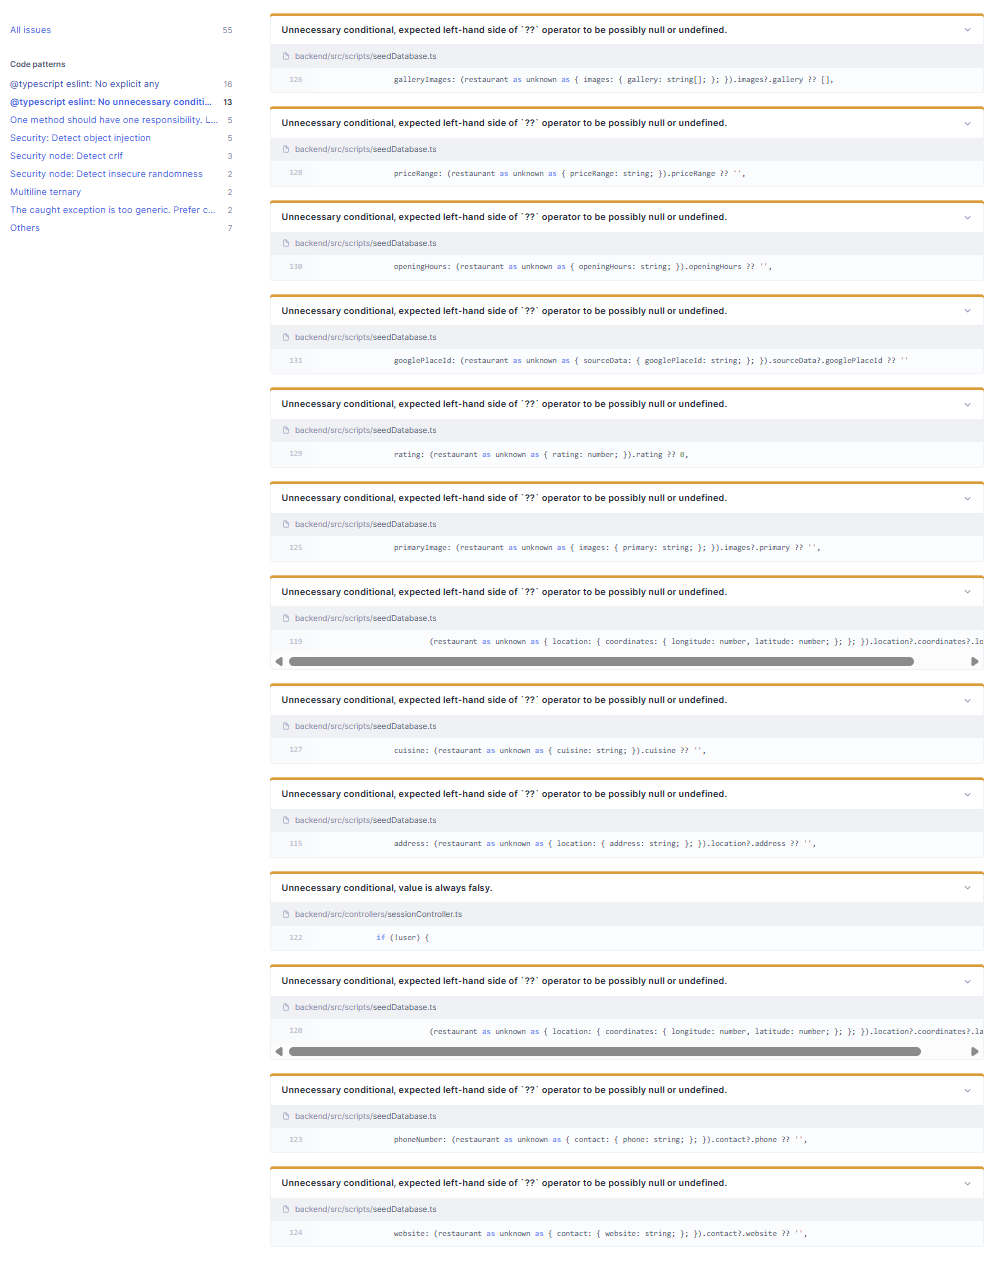 All issues 55
Code patterns
@typescript eslint: No explicit any 16
@typescript eslint: No unnecessary conditi... 13
One method should have one responsibility. L... 5
Security: Detect object injection 5
Security node: Detect crlf 3
Security node: Detect insecure randomness 2
Multiline ternary 2
The caught exception is too generic. Prefer c... 2
Others 7
Unnecessary conditional, expected left-hand side of `??` operator to be possibly null or undefined.
backend/src/scripts/seedDatabase.ts
126 galleryImages: (restaurant as unknown as { images: { gallery: string[]; }; }).images?.gallery ?? [],
Unnecessary conditional, expected left-hand side of `??` operator to be possibly null or undefined.
backend/src/scripts/seedDatabase.ts
128 priceRange: (restaurant as unknown as { priceRange: string; }).priceRange ?? '',
Unnecessary conditional, expected left-hand side of `??` operator to be possibly null or undefined.
backend/src/scripts/seedDatabase.ts
130 openingHours: (restaurant as unknown as { openingHours: string; }).openingHours ?? '',
Unnecessary conditional, expected left-hand side of `??` operator to be possibly null or undefined.
backend/src/scripts/seedDatabase.ts
131 googlePlaceId: (restaurant as unknown as { sourceData: { googlePlaceId: string; }; }).sourceData?.googlePlaceId ?? ''
Unnecessary conditional, expected left-hand side of `??` operator to be possibly null or undefined.
backend/src/scripts/seedDatabase.ts
129 rating: (restaurant as unknown as { rating: number; }).rating ?? 0,
Unnecessary conditional, expected left-hand side of `??` operator to be possibly null or undefined.
backend/src/scripts/seedDatabase.ts
125 primaryImage: (restaurant as unknown as { images: { primary: string; }; }).images?.primary ?? '',
Unnecessary conditional, expected left-hand side of `??` operator to be possibly null or undefined.
backend/src/scripts/seedDatabase.ts
119 (restaurant as unknown as { location: { coordinates: { longitude: number, latitude: number; }; }; }).location?.coordinates?.lo
Unnecessary conditional, expected left-hand side of `??` operator to be possibly null or undefined.
backend/src/scripts/seedDatabase.ts
127 cuisine: (restaurant as unknown as { cuisine: string; }).cuisine ?? '',
Unnecessary conditional, expected left-hand side of `??` operator to be possibly null or undefined.
backend/src/scripts/seedDatabase.ts
115 address: (restaurant as unknown as { location: { address: string; }; }).location?.address ?? '',
Unnecessary conditional, value is always falsy.
backend/src/controllers/sessionController.ts
122 if (!user) {
Unnecessary conditional, expected left-hand side of `??` operator to be possibly null or undefined.
backend/src/scripts/seedDatabase.ts
120 (restaurant as unknown as { location: { coordinates: { longitude: number, latitude: number; }; }; }).location?.coordinates?.la
Unnecessary conditional, expected left-hand side of `??` operator to be possibly null or undefined.
backend/src/scripts/seedDatabase.ts
123 phoneNumber: (restaurant as unknown as { contact: { phone: string; }; }).contact?.phone ?? '',
Unnecessary conditional, expected left-hand side of `??` operator to be possibly null or undefined.
backend/src/scripts/seedDatabase.ts
124 website: (restaurant as unknown as { contact: { website: string; }; }).contact?.website ?? '',